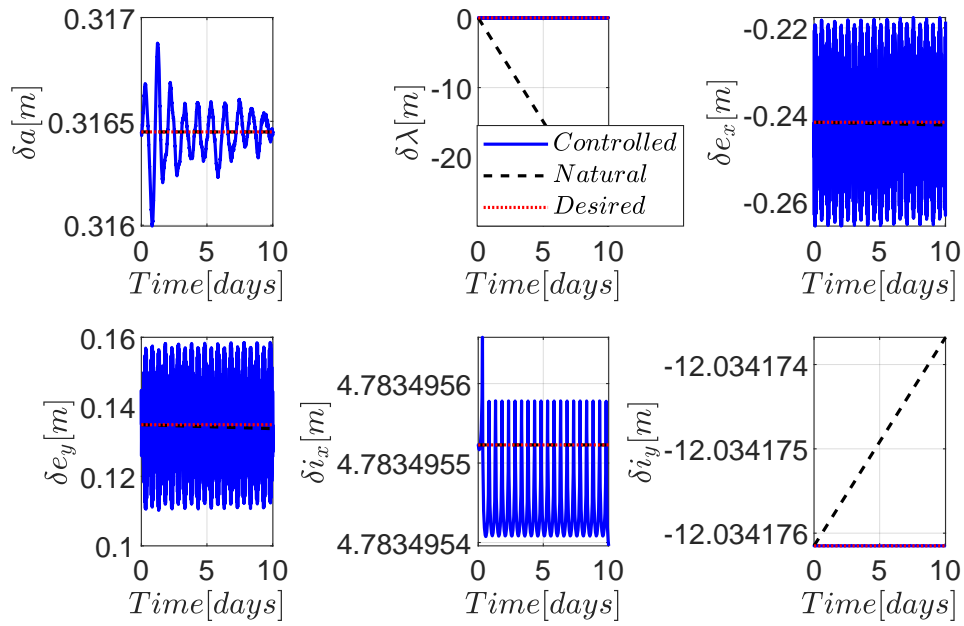 0.317
0.3165
0.316
δa[m]
0 5 10
Time[days]
0
-10
-20
δλ[m]
0 5 10
Time[days]
Controlled
Natural
Desired
-0.22
-0.24
-0.26
δe_x[m]
0 5 10
Time[days]
0.16
0.14
0.12
0.1
δe_y[m]
0 5 10
Time[days]
4.7834956
4.783495
4.7834954
δi_x[m]
0 5 10
Time[days]
-12.034174
-12.034175
-12.034176
δi_y[m]
0 5 10
Time[days]